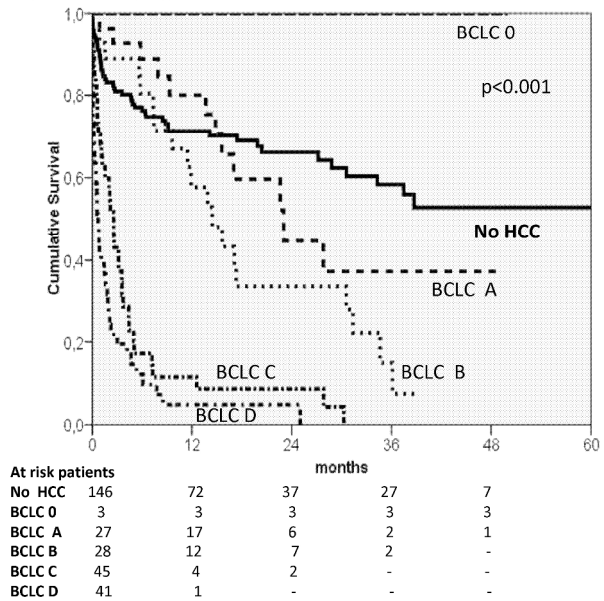 1,0
BCLC 0
p<0.001
0,8
0,6
Cumulative Survival
No HCC
0,4
BCLC A
BCLC C
BCLC B
0,2
BCLC D
0,0
0 12 24 36 48 60
months
At risk patients
No HCC 146 72 37 27 7
BCLC 0 3 3 3 3 3
BCLC A 27 17 6 2 1
BCLC B 28 12 7 2 -
BCLC C 45 4 2 - -
BCLC D 41 1 - - -